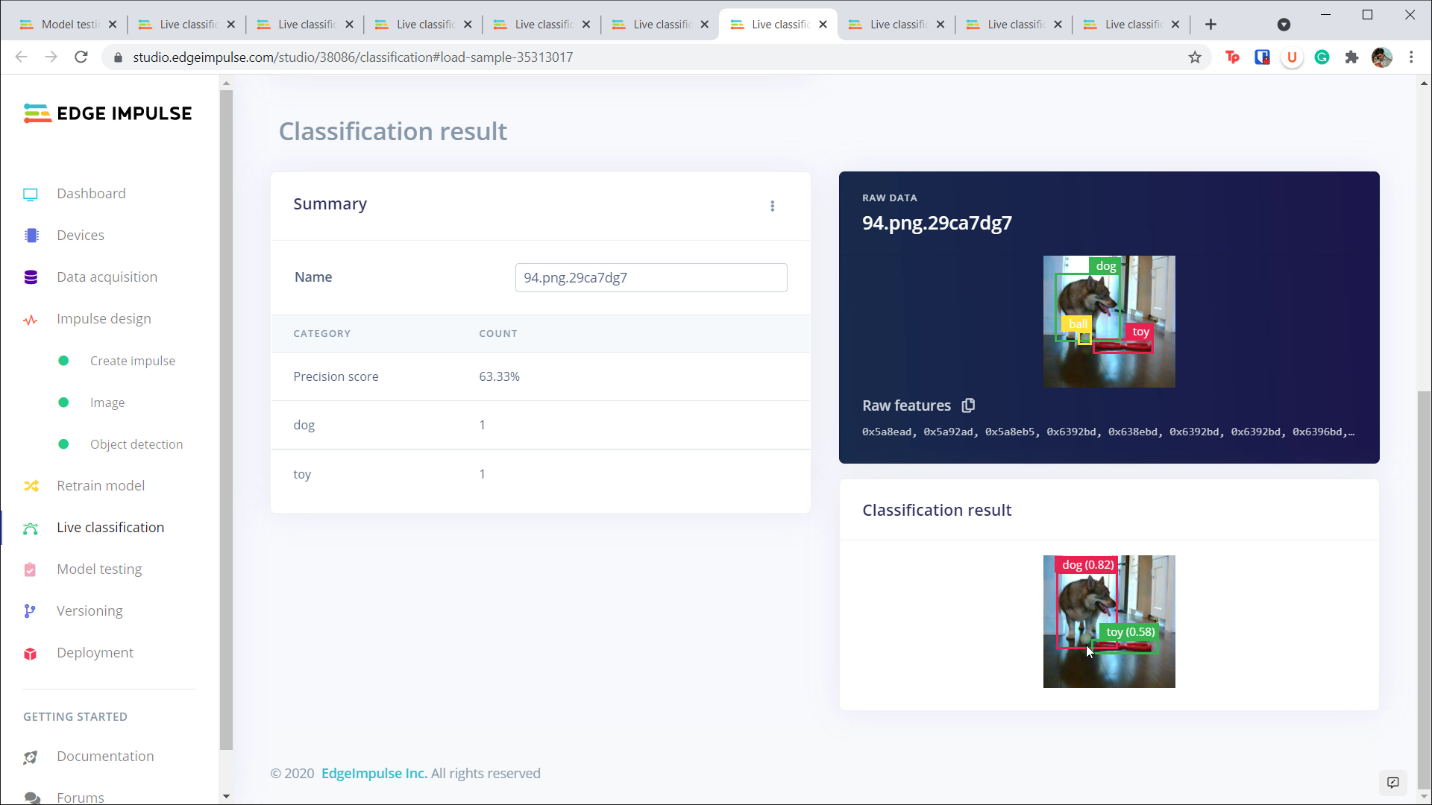 Model testin
Live classific
Live classific
Live classific
Live classific
Live classific
Live classific
Live classific
Live classific
Live classific
studio.edgeimpulse.com/studio/38086/classification#load-sample-35313017
EDGE IMPULSE
Dashboard
Devices
Data acquisition
Impulse design
Create impulse
Image
Object detection
Retrain model
Live classification
Model testing
Versioning
Deployment
GETTING STARTED
Documentation
Forums
Classification result
Summary
Name 94.png.29ca7dg7
CATEGORY COUNT
Precision score 63.33%
dog 1
toy 1
RAW DATA
94.png.29ca7dg7
dog
ball
toy
Raw features
0x5a8ead, 0x5a92ad, 0x5a8eb5, 0x6392bd, 0x638ebd, 0x6392bd, 0x6392bd, 0x6396bd,…
Classification result
dog (0.82)
toy (0.58)
© 2020 EdgeImpulse Inc. All rights reserved